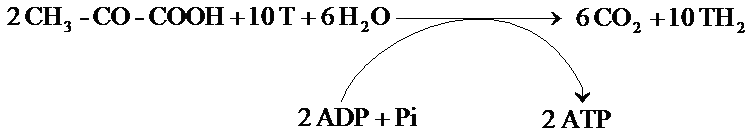 2 CH₃ - CO - COOH + 10 T + 6 H₂O ⟶ 6 CO₂ + 10 TH₂
2 ADP + Pi 2 ATP